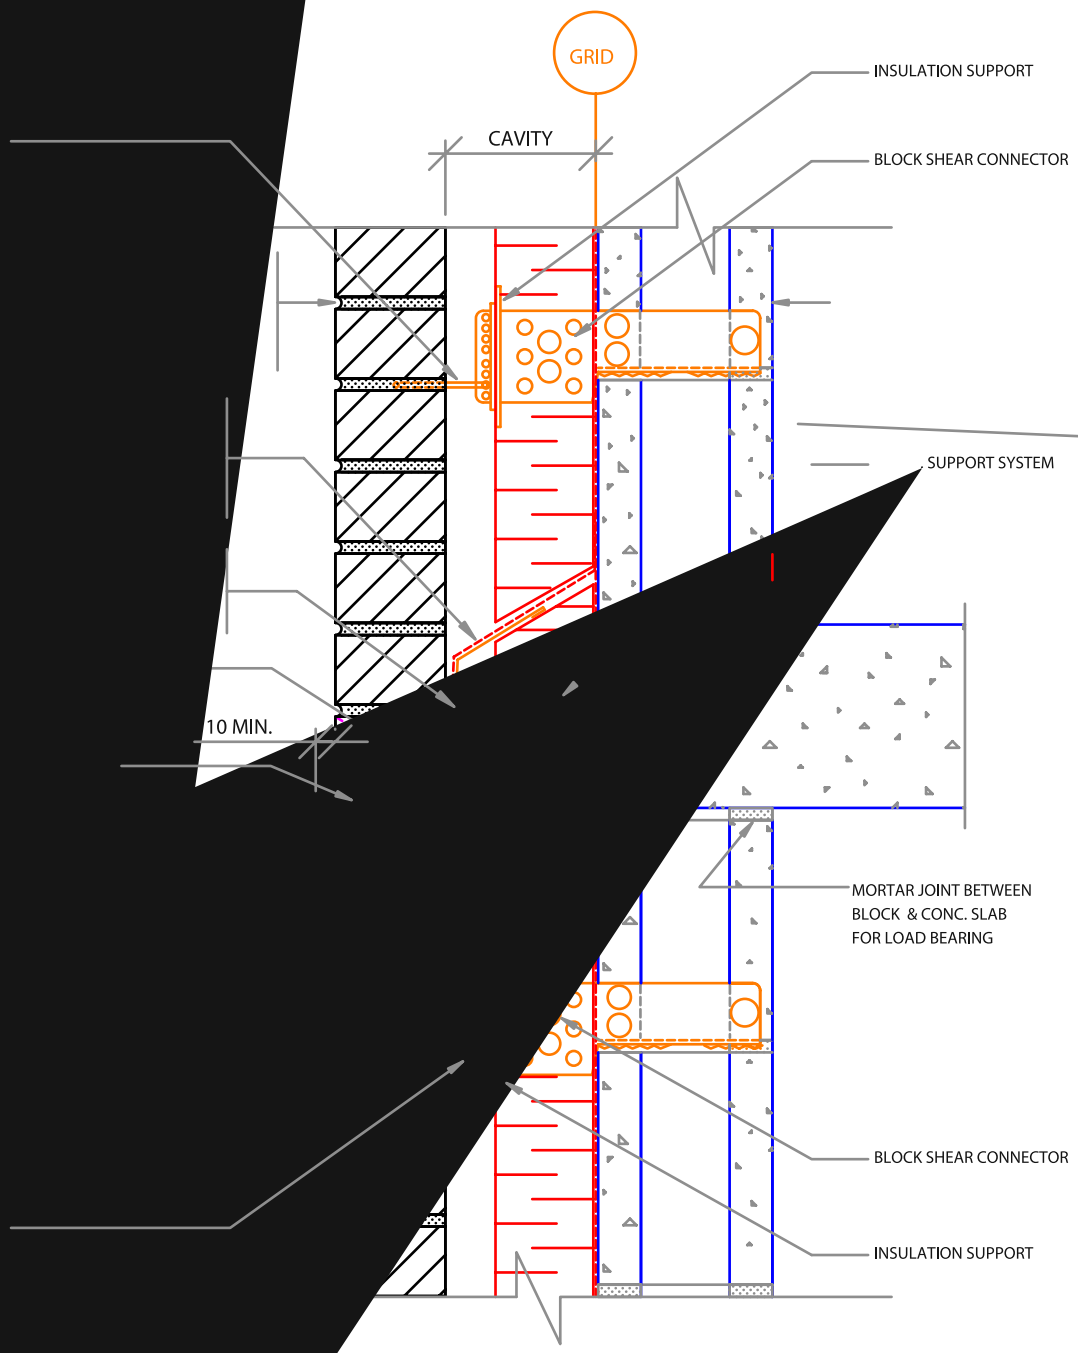 GRID
INSULATION SUPPORT
CAVITY
BLOCK SHEAR CONNECTOR
SUPPORT SYSTEM
10 MIN.
MORTAR JOINT BETWEEN
BLOCK & CONC. SLAB
FOR LOAD BEARING
BLOCK SHEAR CONNECTOR
INSULATION SUPPORT